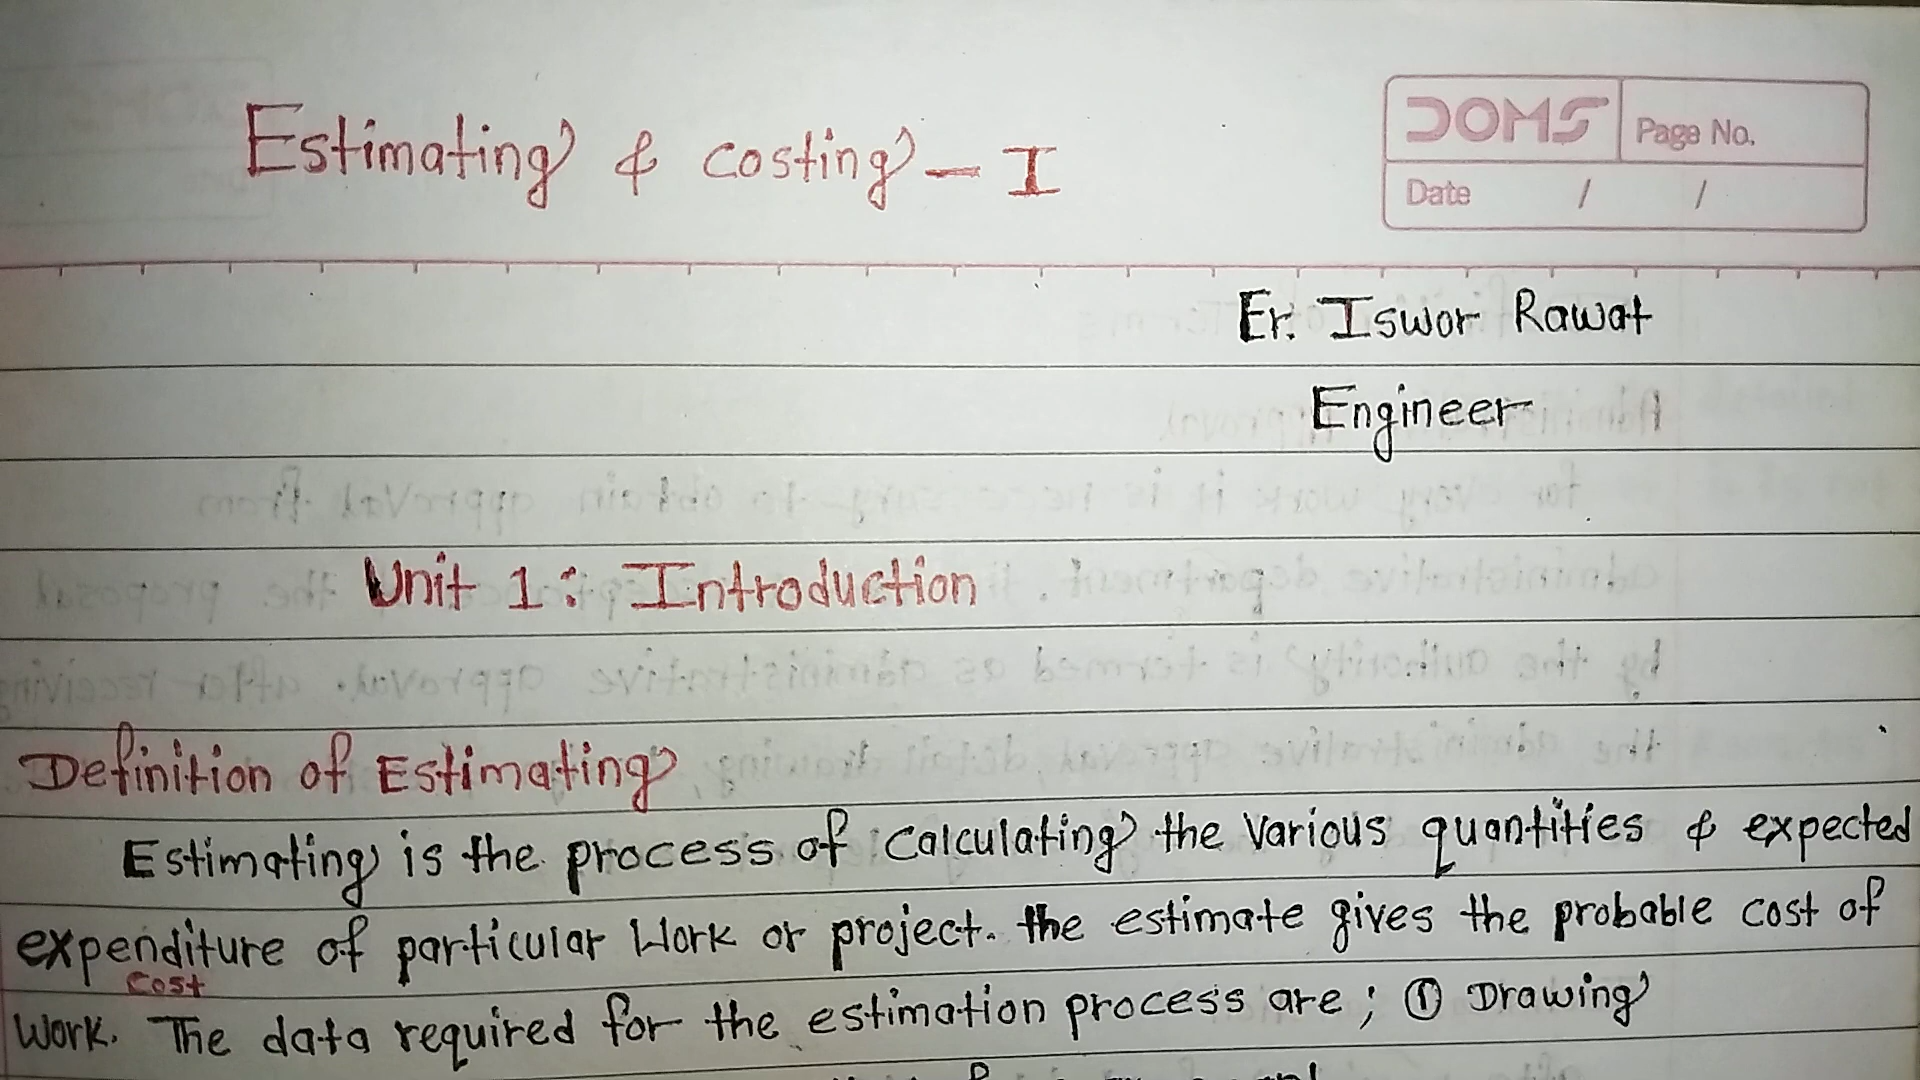 Estimating & costing - I
DOMS
Page No.
Date / /
Er. Iswor Rawat
Engineer
Unit 1 : Introduction
Definition of Estimating
Estimating is the process of calculating the various quantities & expected
expenditure of particular work or project. the estimate gives the probable cost of
cost
work. The data required for the estimation process are ; ① Drawing